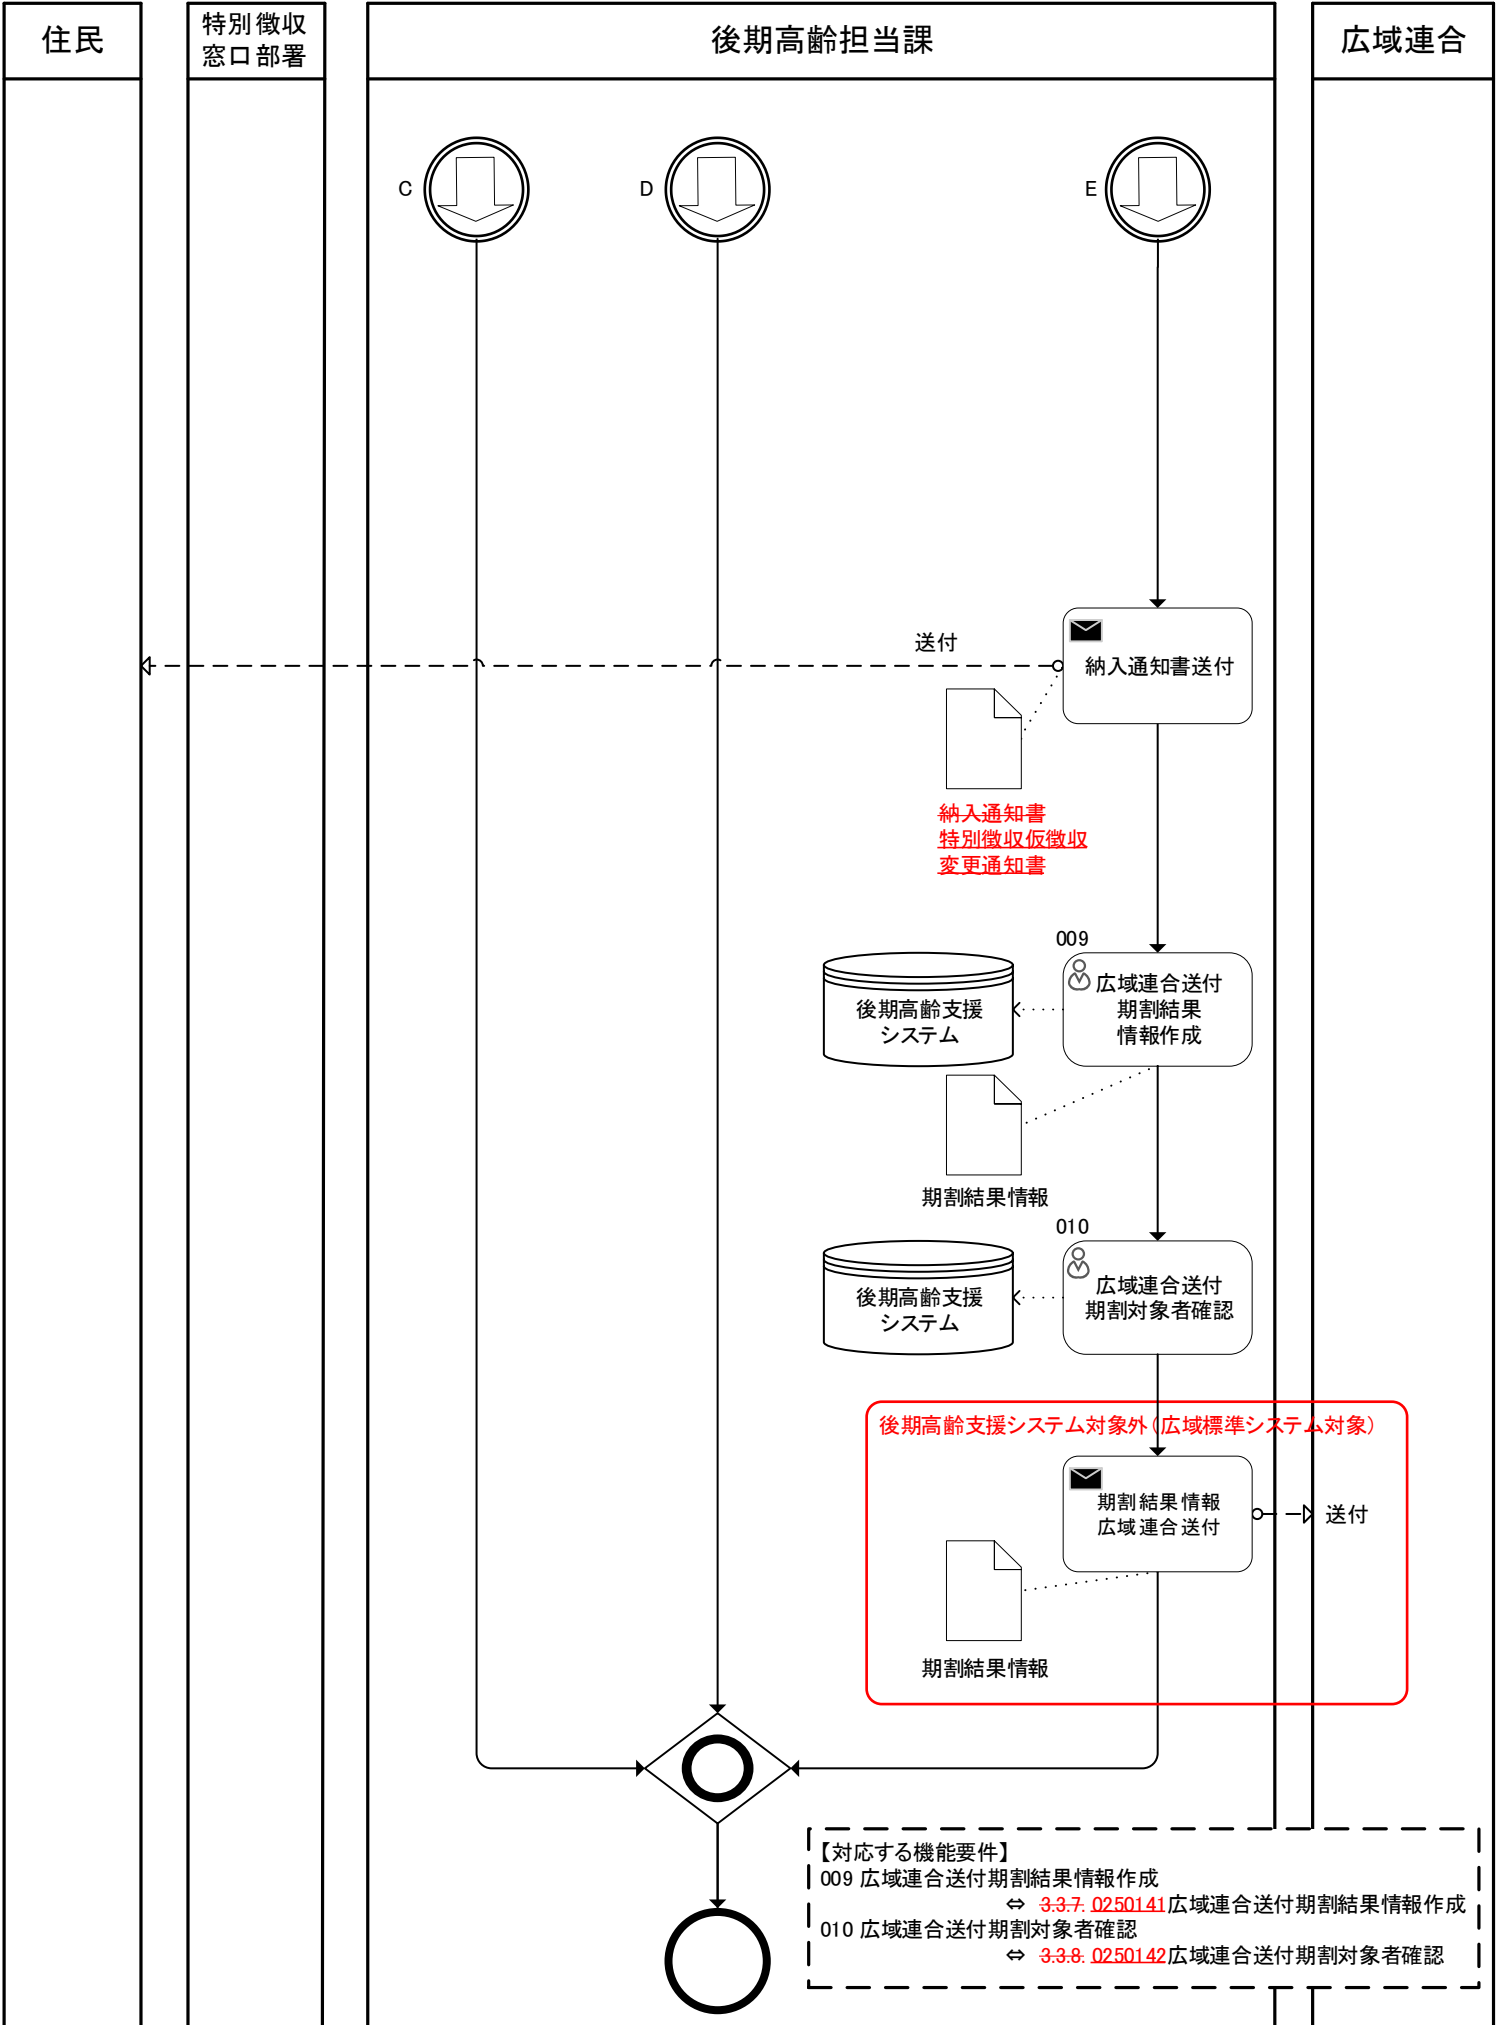 住民
特別徴収
窓口部署
後期高齢担当課
広域連合
C
D
E
送付
納入通知書送付
納入通知書
特別徴収仮徴収
変更通知書
009
広域連合送付
期割結果
情報作成
後期高齢支援
システム
期割結果情報
010
広域連合送付
期割対象者確認
後期高齢支援
システム
後期高齢支援システム対象外（広域標準システム対象）
期割結果情報
広域連合送付
送付
期割結果情報
【対応する機能要件】
009 広域連合送付期割結果情報作成
⇔ 3.3.7. 0250141広域連合送付期割結果情報作成
010 広域連合送付期割対象者確認
⇔ 3.3.8. 0250142広域連合送付期割対象者確認